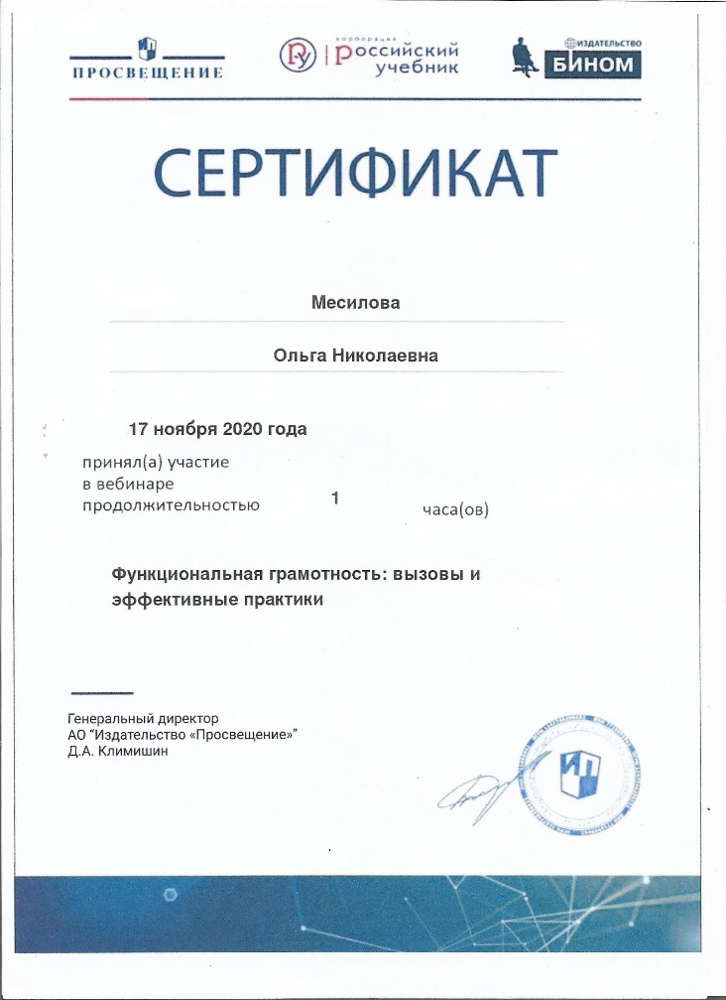 ПРОСВЕЩЕНИЕ
корпорация
российский
учебник
ИЗДАТЕЛЬСТВО
БИНОМ
СЕРТИФИКАТ
Месилова
Ольга Николаевна
17 ноября 2020 года
принял(а) участие
в вебинаре
продолжительностью 1 часа(ов)
Функциональная грамотность: вызовы и
эффективные практики
Генеральный директор
АО "Издательство «Просвещение»"
Д.А. Климишин